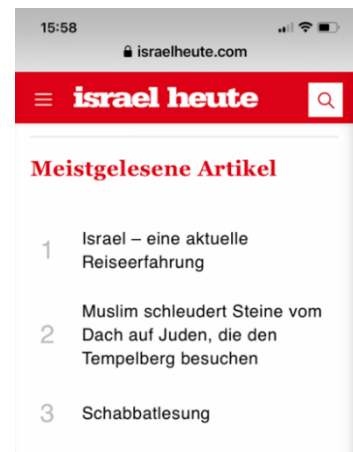 15:58
israelheute.com
israel heute
Meistgelesene Artikel
1
Israel – eine aktuelle
Reiseerfahrung
2
Muslim schleudert Steine vom
Dach auf Juden, die den
Tempelberg besuchen
3
Schabbatlesung